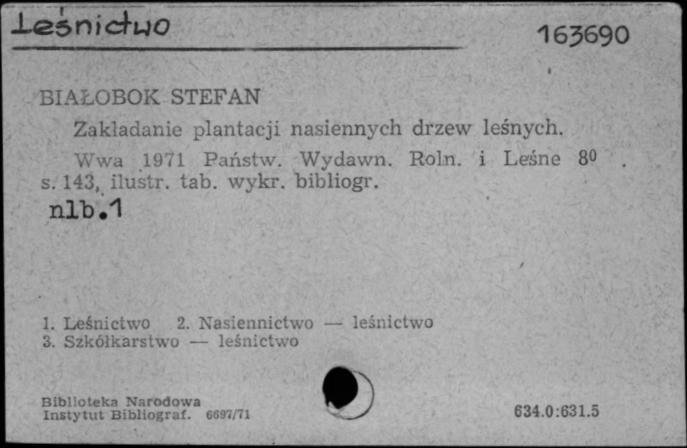 Leśnictwo
163690
BIAŁOBOK STEFAN
Zakładanie plantacji nasiennych drzew leśnych.
Wwa 1971 Państw. Wydawn. Roln. i Leśne 8⁰ .
s. 143, ilustr. tab. wykr. bibliogr.
nlb.1
1. Leśnictwo 2. Nasiennictwo — leśnictwo
3. Szkółkarstwo — leśnictwo
Biblioteka Narodowa
Instytut Bibliograf. 6697/71
634.0:631.5